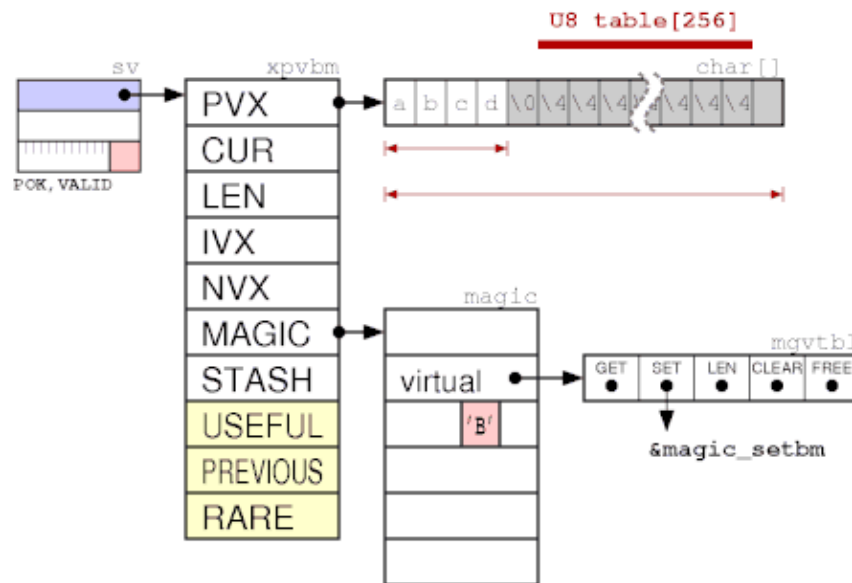 U8 table[256]
sv
xpvbm
char[]
PVX
a b c d \0 \4 \4 \4 \4 \4 \4
CUR
POK,VALID
LEN
IVX
NVX
magic
MAGIC
mgvtbl
STASH
virtual
GET SET LEN CLEAR FREE
USEFUL
'B'
&magic_setbm
PREVIOUS
RARE